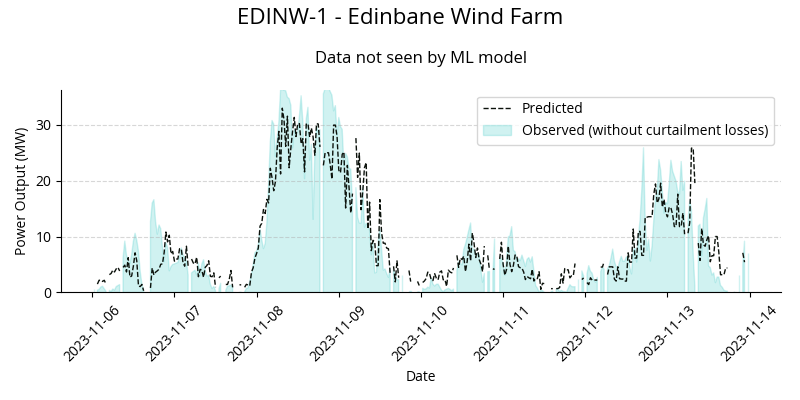 EDINW-1 - Edinbane Wind Farm
Data not seen by ML model
Power Output (MW)
30
20
10
0
Predicted
Observed (without curtailment losses)
2023-11-06
2023-11-07
2023-11-08
2023-11-09
2023-11-10
2023-11-11
2023-11-12
2023-11-13
2023-11-14
Date